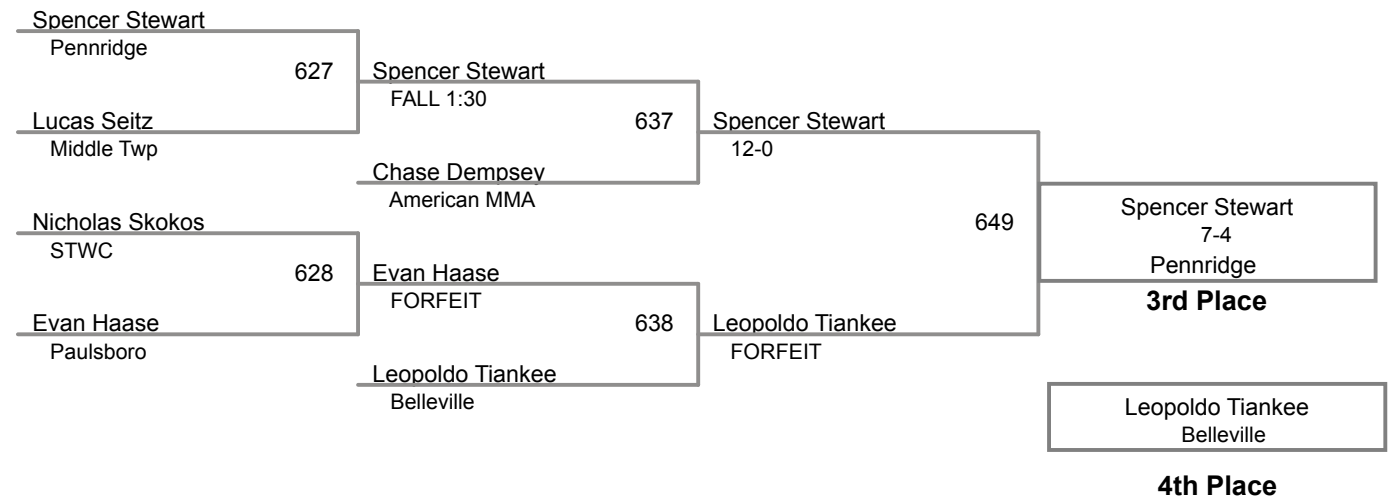 Spencer Stewart
Pennridge
627
Spencer Stewart
FALL 1:30
Lucas Seitz
Middle Twp
637
Spencer Stewart
12-0
Chase Dempsey
American MMA
Nicholas Skokos
STWC
649
Spencer Stewart
7-4
Pennridge
3rd Place
628
Evan Haase
FORFEIT
Evan Haase
Paulsboro
638
Leopoldo Tiankee
FORFEIT
Leopoldo Tiankee
Belleville
Leopoldo Tiankee
Belleville
4th Place